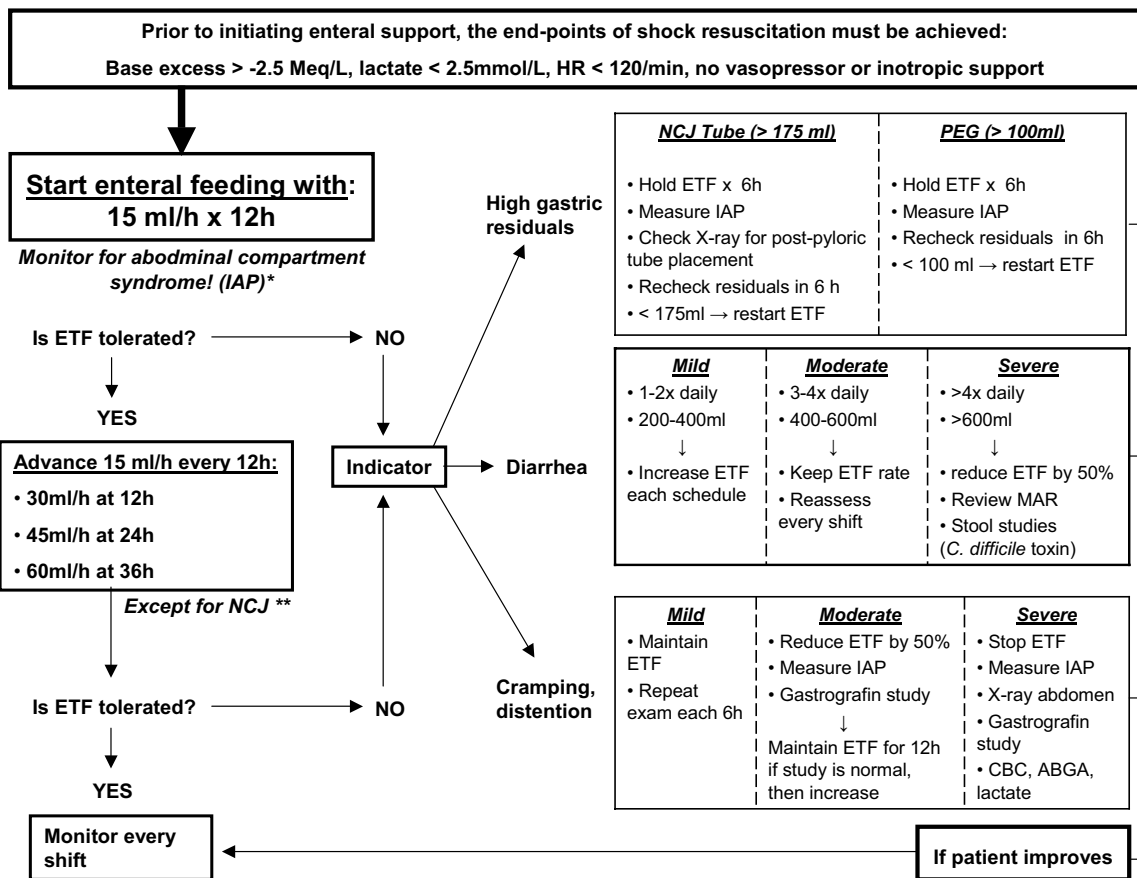 Prior to initiating enteral support, the end-points of shock resuscitation must be achieved:
Base excess > -2.5 Meq/L, lactate < 2.5mmol/L, HR < 120/min, no vasopressor or inotropic support
Start enteral feeding with:
15 ml/h x 12h
Monitor for abodminal compartment
syndrome! (IAP)*
Is ETF tolerated?
NO
YES
Advance 15 ml/h every 12h:
• 30ml/h at 12h
• 45ml/h at 24h
• 60ml/h at 36h
Except for NCJ **
Is ETF tolerated?
NO
YES
Monitor every
shift
Indicator
High gastric
residuals
NCJ Tube (> 175 ml)
• Hold ETF x 6h
• Measure IAP
• Check X-ray for post-pyloric
tube placement
• Recheck residuals in 6 h
• < 175ml → restart ETF
PEG (> 100ml)
• Hold ETF x 6h
• Measure IAP
• Recheck residuals in 6h
• < 100 ml → restart ETF
Diarrhea
Mild
• 1-2x daily
• 200-400ml
↓
• Increase ETF
each schedule
Moderate
• 3-4x daily
• 400-600ml
↓
• Keep ETF rate
• Reassess
every shift
Severe
• >4x daily
• >600ml
↓
• reduce ETF by 50%
• Review MAR
• Stool studies
(C. difficile toxin)
Cramping,
distention
Mild
• Maintain
ETF
• Repeat
exam each 6h
Moderate
• Reduce ETF by 50%
• Measure IAP
• Gastrografin study
↓
Maintain ETF for 12h
if study is normal,
then increase
Severe
• Stop ETF
• Measure IAP
• X-ray abdomen
• Gastrografin
study
• CBC, ABGA,
lactate
If patient improves